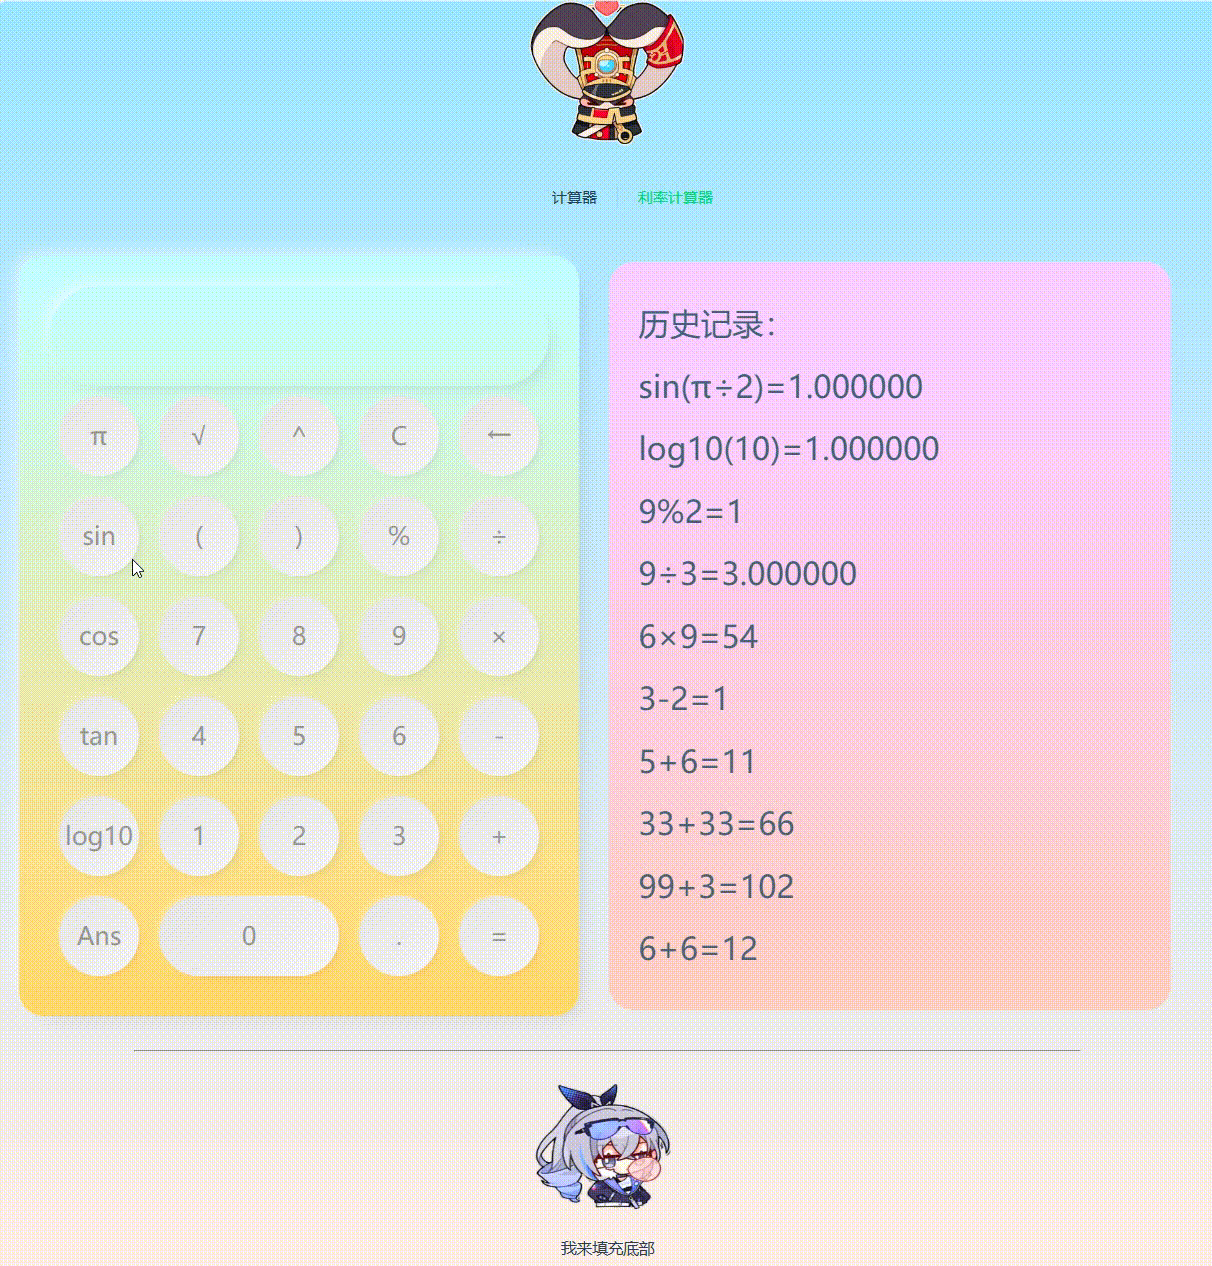 计算器 利率计算器
π √ ^ C ←
sin ( ) % ÷
cos 7 8 9 ×
tan 4 5 6 -
log10 1 2 3 +
Ans 0 . =
历史记录：
sin(π÷2)=1.000000
log10(10)=1.000000
9%2=1
9÷3=3.000000
6×9=54
3-2=1
5+6=11
33+33=66
99+3=102
6+6=12
我来填充底部